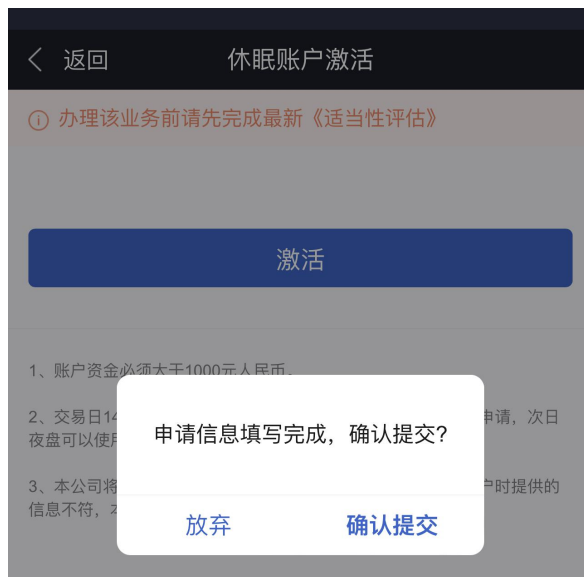 返回
休眠账户激活
办理该业务前请先完成最新《适当性评估》
激活
1、账户资金必须大于1000元人民币。
2、交易日14
申请，次日
夜盘可以使用
申请信息填写完成，确认提交？
3、本公司将
户时提供的
信息不符，本
放弃
确认提交